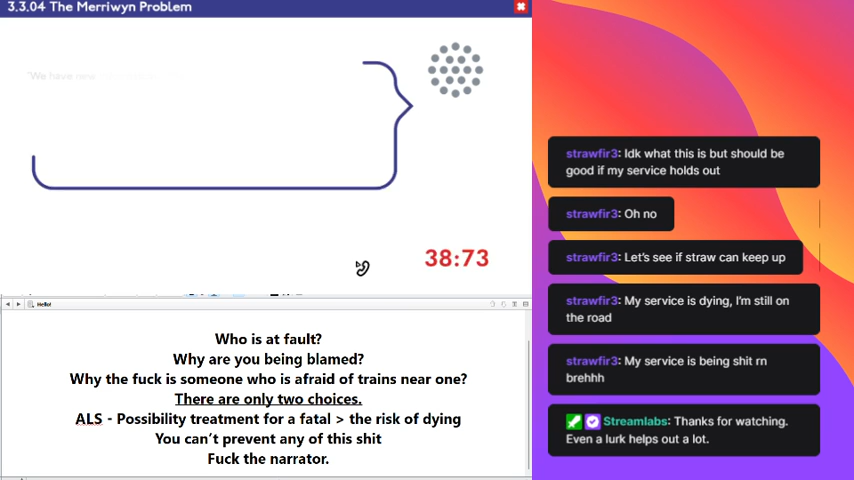 3.3.04 The Merriwyn Problem
"We have new
38:73
Hello!
Who is at fault?
Why are you being blamed?
Why the fuck is someone who is afraid of trains near one?
There are only two choices.
ALS - Possibility treatment for a fatal > the risk of dying
You can't prevent any of this shit
Fuck the narrator.
strawfir3: Idk what this is but should be
good if my service holds out
strawfir3: Oh no
strawfir3: Let's see if straw can keep up
strawfir3: My service is dying, I'm still on
the road
strawfir3: My service is being shit rn
brehhh
Streamlabs: Thanks for watching.
Even a lurk helps out a lot.